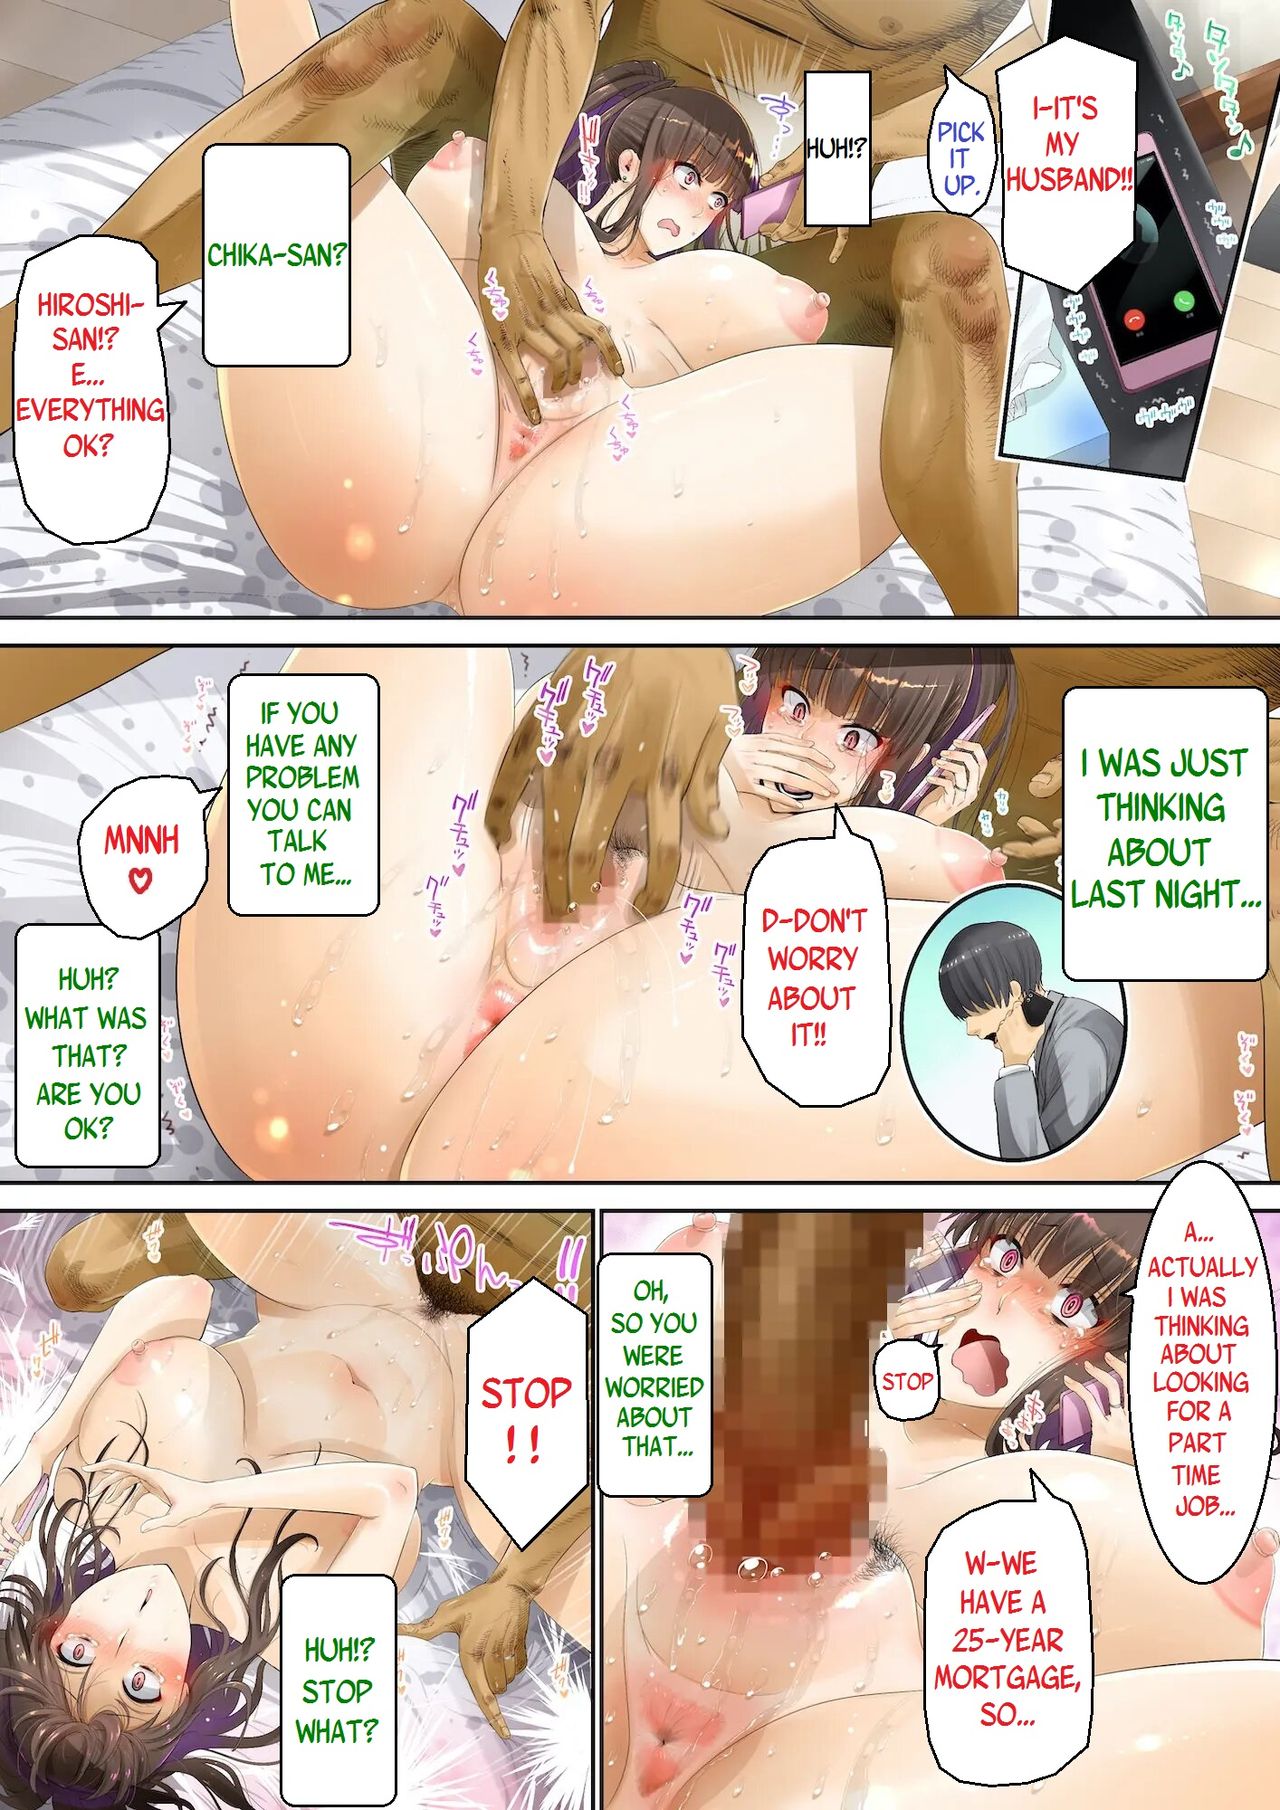 I-IT'S
MY
HUSBAND!!
PICK
IT
UP.
HUH!?
CHIKA-SAN?
HIROSHI-
SAN!?
E...
EVERYTHING
OK?
I WAS JUST
THINKING
ABOUT
LAST NIGHT...
D-DON'T
WORRY
ABOUT
IT!!
IF YOU
HAVE ANY
PROBLEM
YOU CAN
TALK
TO ME...
MNNH
♡
HUH?
WHAT WAS
THAT?
ARE YOU
OK?
A...
ACTUALLY
I WAS
THINKING
ABOUT
LOOKING
FOR A
PART
TIME
JOB...
STOP
W-WE
HAVE A
25-YEAR
MORTGAGE,
SO...
OH,
SO YOU
WERE
WORRIED
ABOUT
THAT...
STOP
!!
HUH!?
STOP
WHAT?